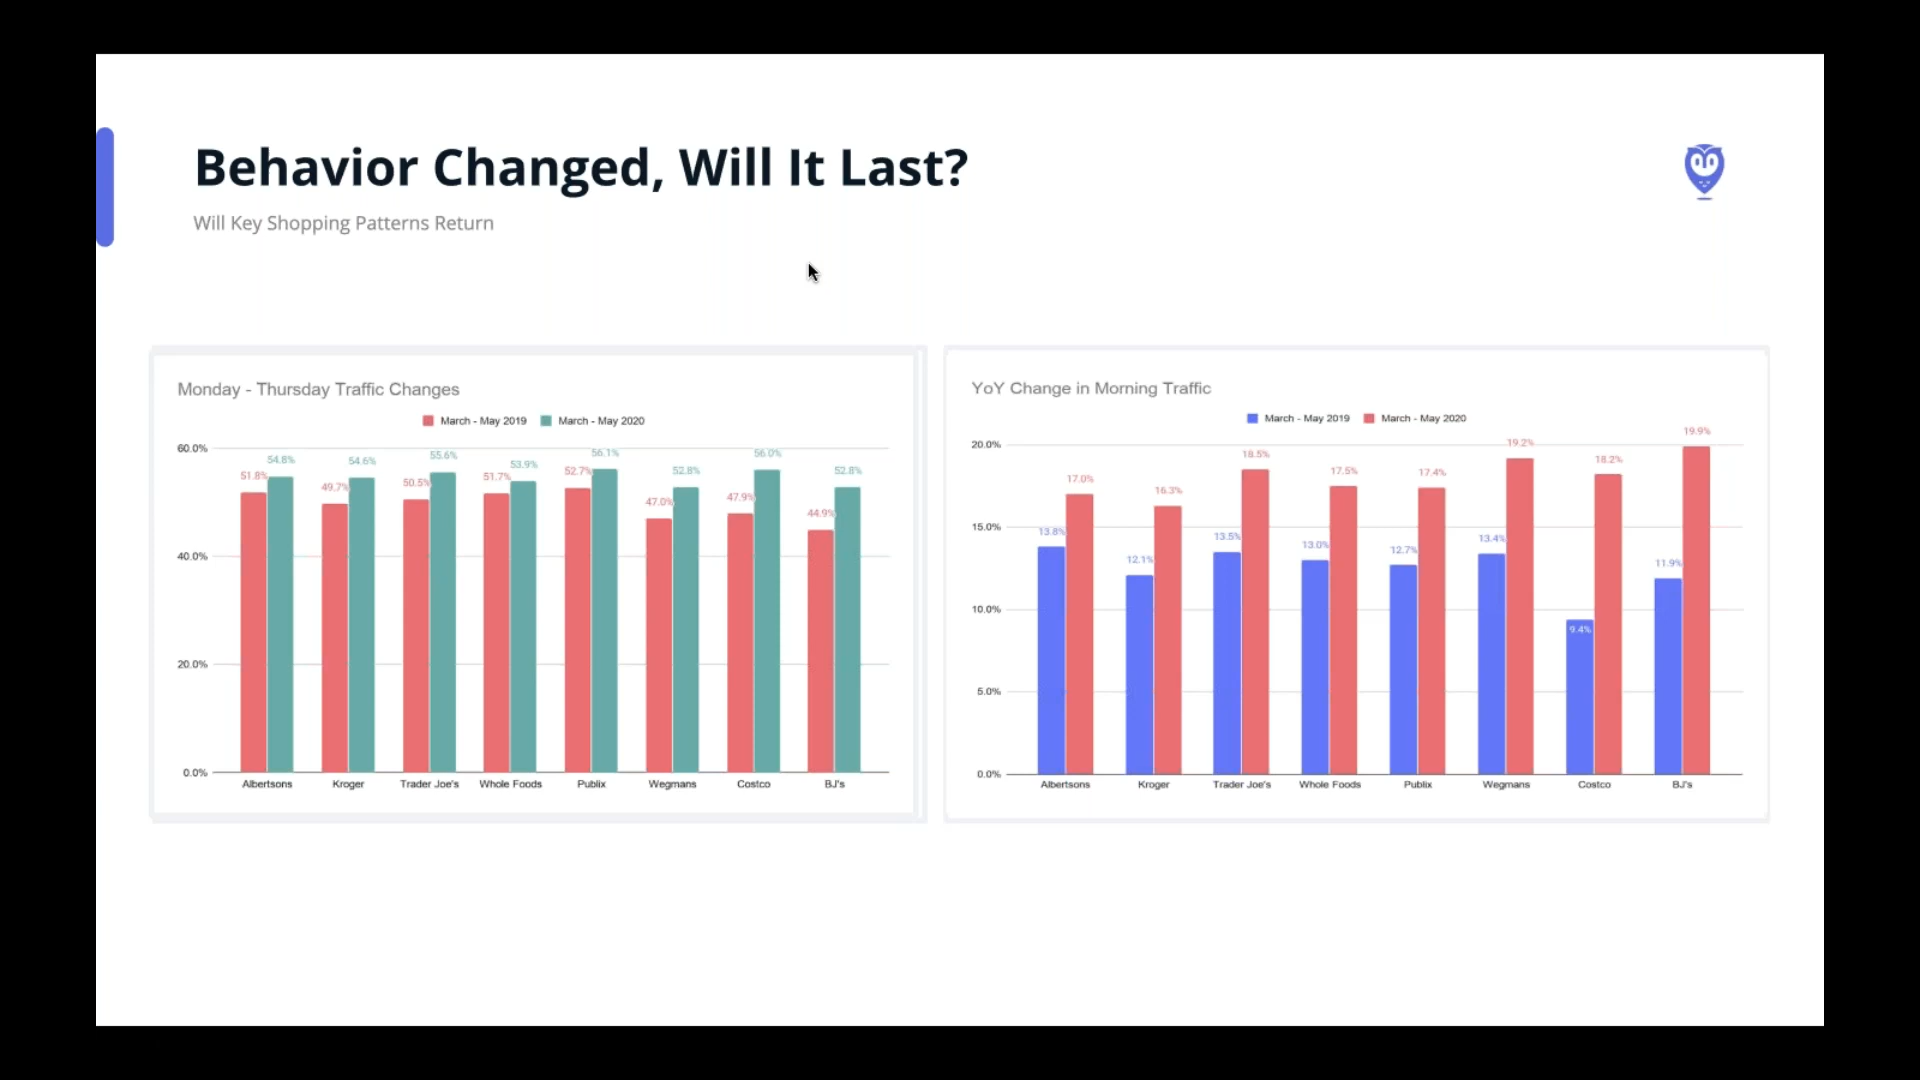 Behavior Changed, Will It Last?
Will Key Shopping Patterns Return
Monday - Thursday Traffic Changes
March - May 2019 March - May 2020
60.0%
40.0%
20.0%
0.0%
51.8% 54.8% 49.7% 54.6% 50.5% 55.6% 51.7% 53.9% 52.7% 56.1% 47.0% 52.8% 47.9% 56.0% 44.9% 52.8%
Albertsons Kroger Trader Joe's Whole Foods Publix Wegmans Costco BJ's
YoY Change in Morning Traffic
March - May 2019 March - May 2020
20.0%
15.0%
10.0%
5.0%
0.0%
13.8% 17.0% 12.1% 16.3% 13.5% 18.5% 13.0% 17.5% 12.7% 17.4% 13.4% 19.2% 9.4% 18.2% 11.9% 19.9%
Albertsons Kroger Trader Joe's Whole Foods Publix Wegmans Costco BJ's